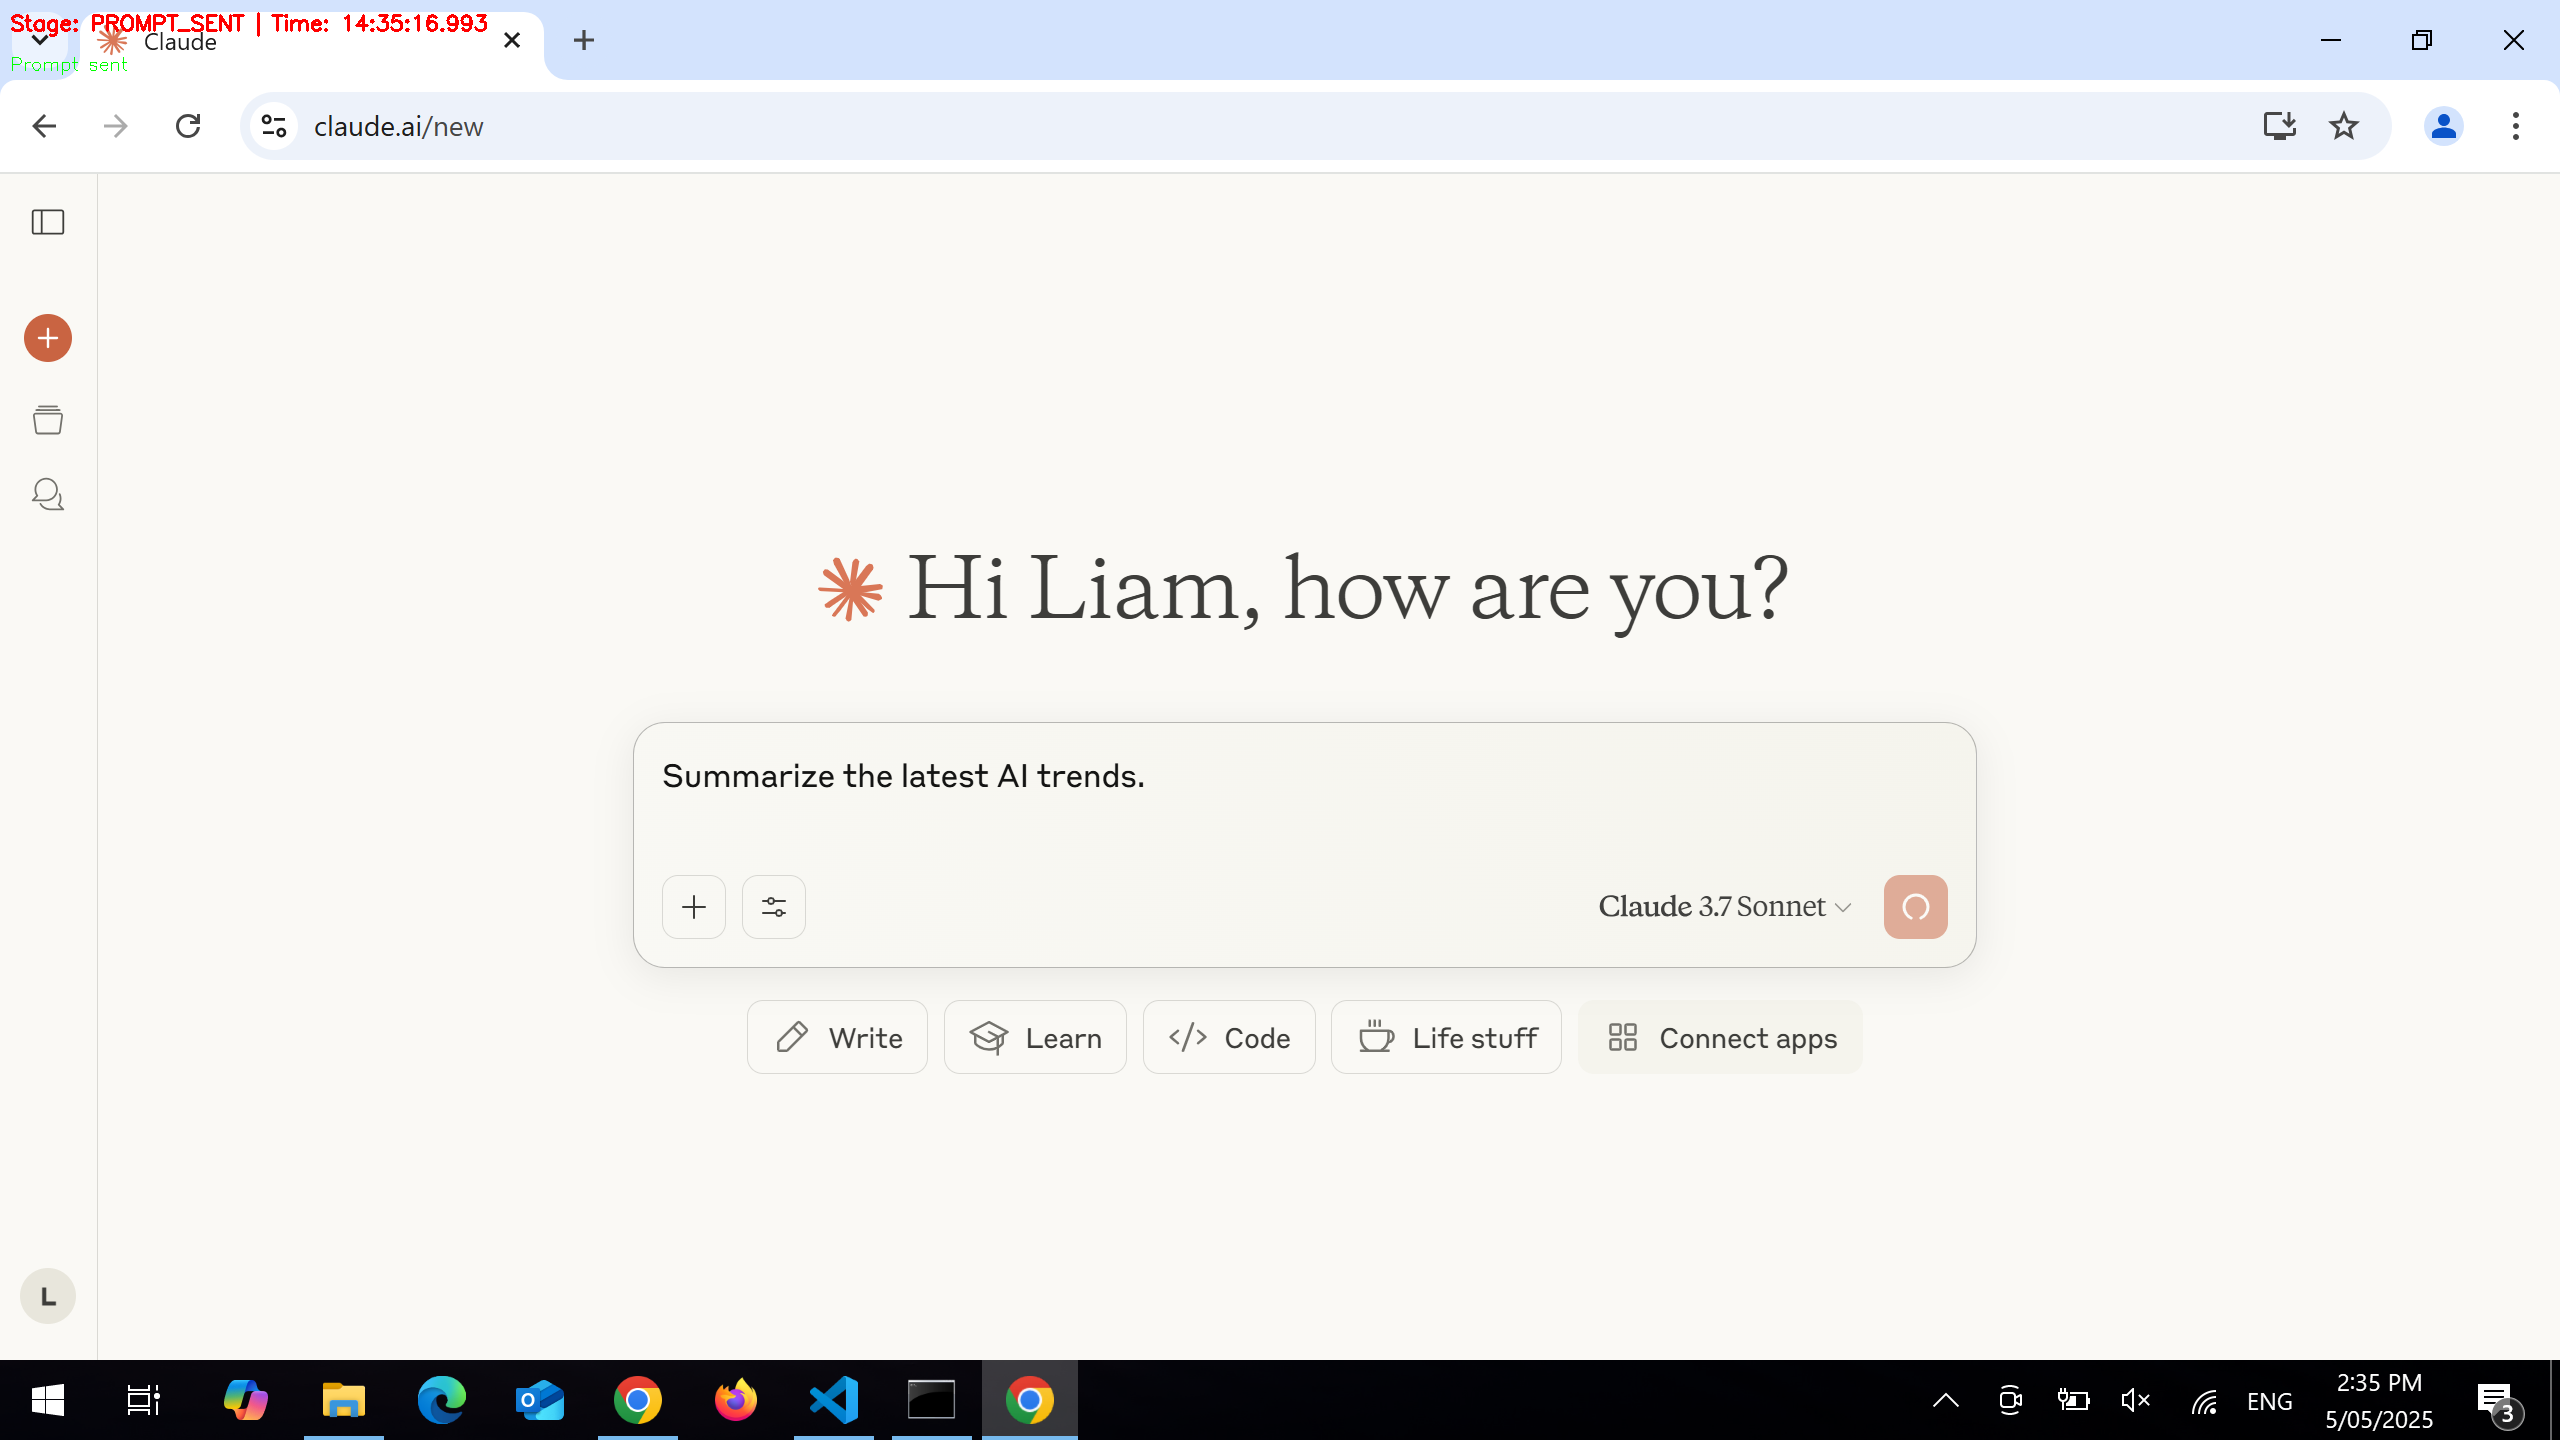 Stage: PROMPT_SENT | Time: 14:35:16.993
Claude
Prompt sent
claude.ai/new
Hi Liam, how are you?
Summarize the latest AI trends.
Claude 3.7 Sonnet
Write
Learn
Code
Life stuff
Connect apps
L
ENG
2:35 PM
5/05/2025
3